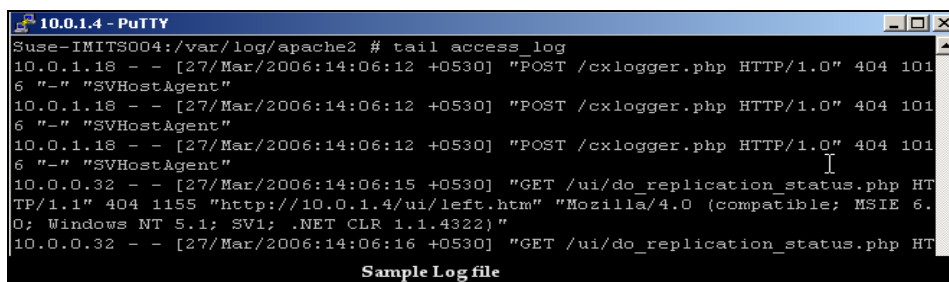 10.0.1.4 - PuTTY
Suse-IMITS004:/var/log/apache2 # tail access_log
10.0.1.18 - - [27/Mar/2006:14:06:12 +0530] "POST /cxlogger.php HTTP/1.0" 404 101
6 "-" "SVHostAgent"
10.0.1.18 - - [27/Mar/2006:14:06:12 +0530] "POST /cxlogger.php HTTP/1.0" 404 101
6 "-" "SVHostAgent"
10.0.1.18 - - [27/Mar/2006:14:06:12 +0530] "POST /cxlogger.php HTTP/1.0" 404 101
6 "-" "SVHostAgent"
10.0.0.32 - - [27/Mar/2006:14:06:15 +0530] "GET /ui/do_replication_status.php HT
TP/1.1" 404 1155 "http://10.0.1.4/ui/left.htm" "Mozilla/4.0 (compatible; MSIE 6.
0; Windows NT 5.1; SV1; .NET CLR 1.1.4322)"
10.0.0.32 - - [27/Mar/2006:14:06:16 +0530] "GET /ui/do_replication_status.php HT
Sample Log file